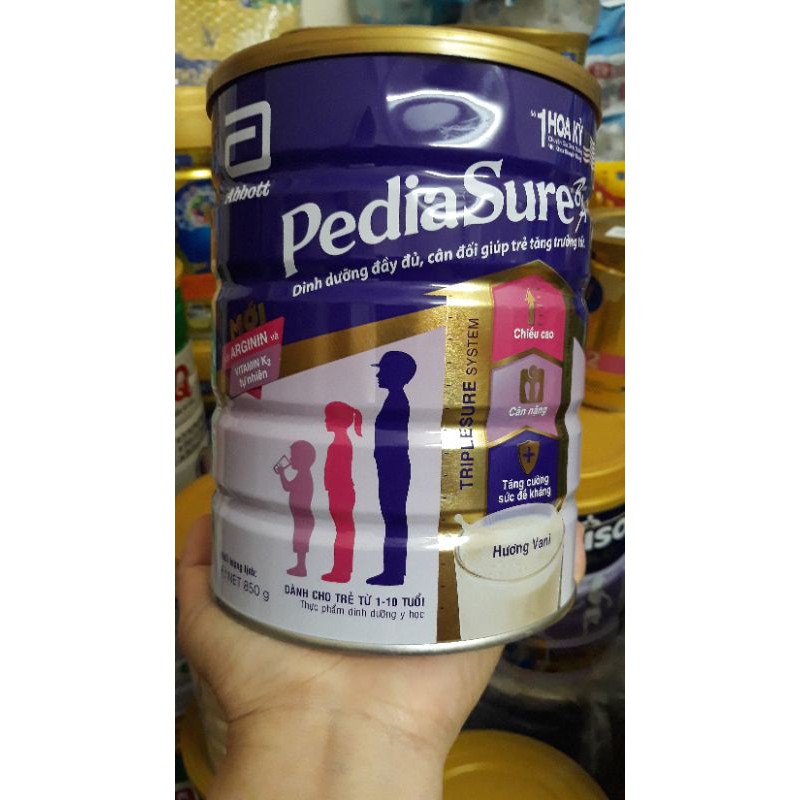 Abbott
Số 1 HOA KỲ
PediaSure
Dinh dưỡng đầy đủ, cân đối giúp trẻ tăng trưởng tốt
MỚI
ARGININ và
VITAMIN K2
tự nhiên
TRIPLESURE SYSTEM
Chiều cao
Cân nặng
Tăng cường
sức đề kháng
Hương Vani
NET 850 g
DÀNH CHO TRẺ TỪ 1-10 TUỔI
Thực phẩm dinh dưỡng y học